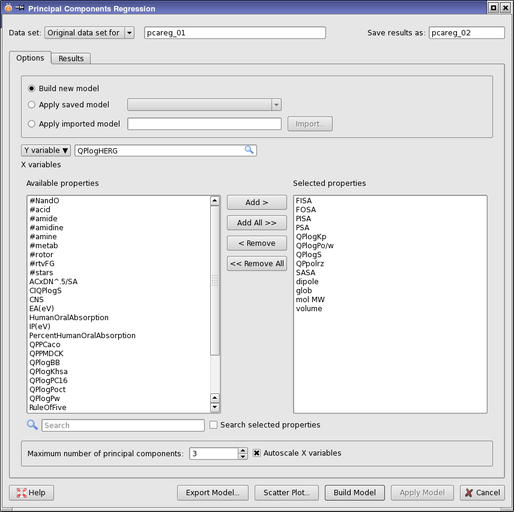 Principal Components Regression
Data set: Original data set for pcareg_01 Save results as: pcareg_02
Options Results
Build new model
Apply saved model
Apply imported model Import...
Y variable QPlogHERG
X variables
Available properties
#NandO
#acid
#amide
#amidine
#amine
#metab
#rotor
#rtvFG
#stars
ACxDN^.5/SA
CIQPlogS
CNS
EA(eV)
HumanOralAbsorption
IP(eV)
PercentHumanOralAbsorption
QPPCaco
QPPMDCK
QPlogBB
QPlogKhsa
QPlogPC16
QPlogPoct
QPlogPw
RuleOfFive
Add >
Add All >>
< Remove
<< Remove All
Selected properties
FISA
FOSA
PISA
PSA
QPlogKp
QPlogPo/w
QPlogS
QPpolrz
SASA
dipole
glob
mol MW
volume
Search Search selected properties
Maximum number of principal components: 3 Autoscale X variables
Help Export Model... Scatter Plot... Build Model Apply Model Cancel